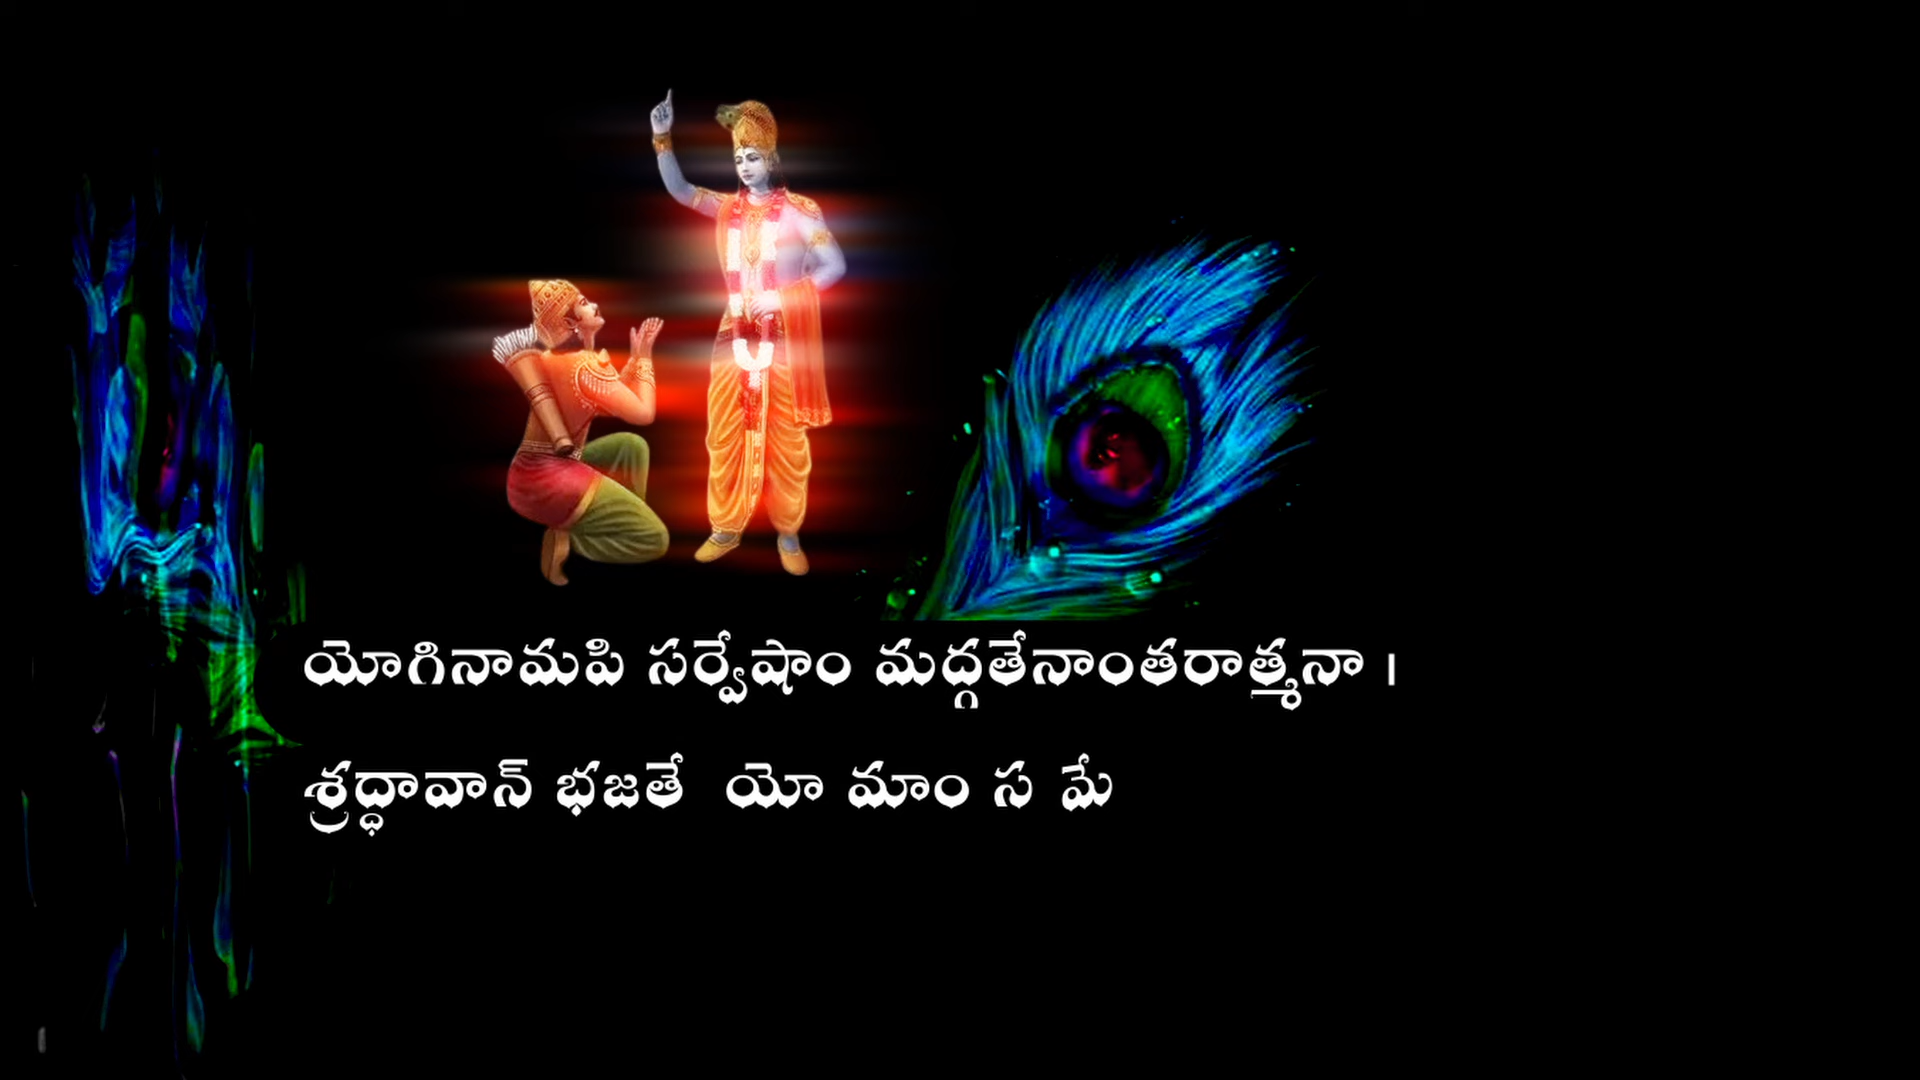 యోగినామపి సర్వేషాం మద్గతేనాంతరాత్మనా ।
శ్రద్ధావాన్ భజతే యో మాం స మే